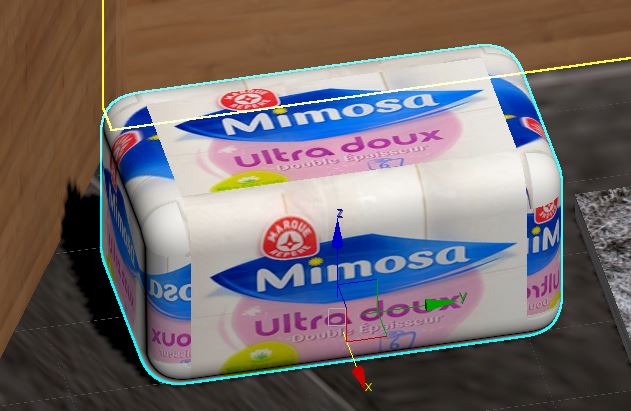 MARQUE
REPÈRE
Mimosa
Ultra doux
Double Épaisseur
MARQUE
REPÈRE
Mimosa
Ultra doux
Double Épaisseur
z
y
x